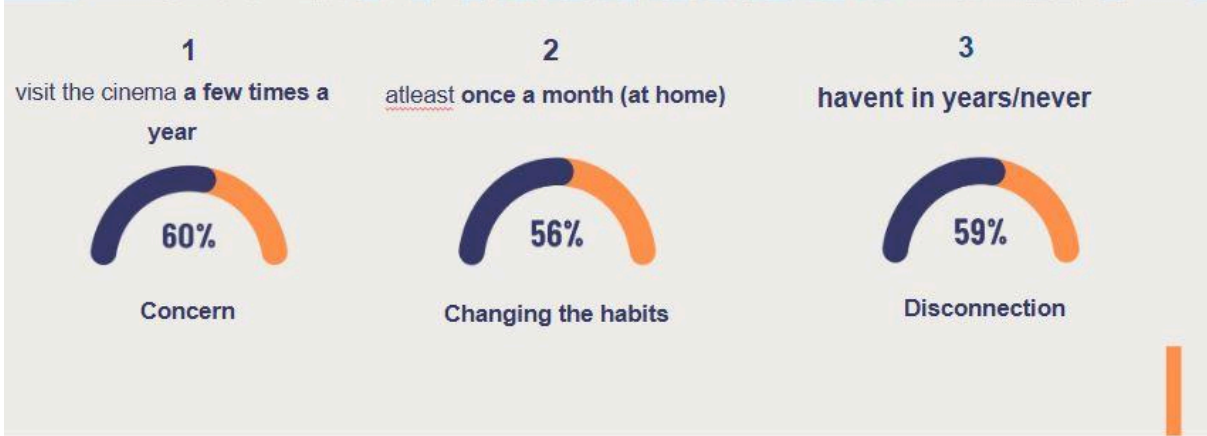 1
visit the cinema a few times a
year
60%
Concern
2
atleast once a month (at home)
56%
Changing the habits
3
havent in years/never
59%
Disconnection